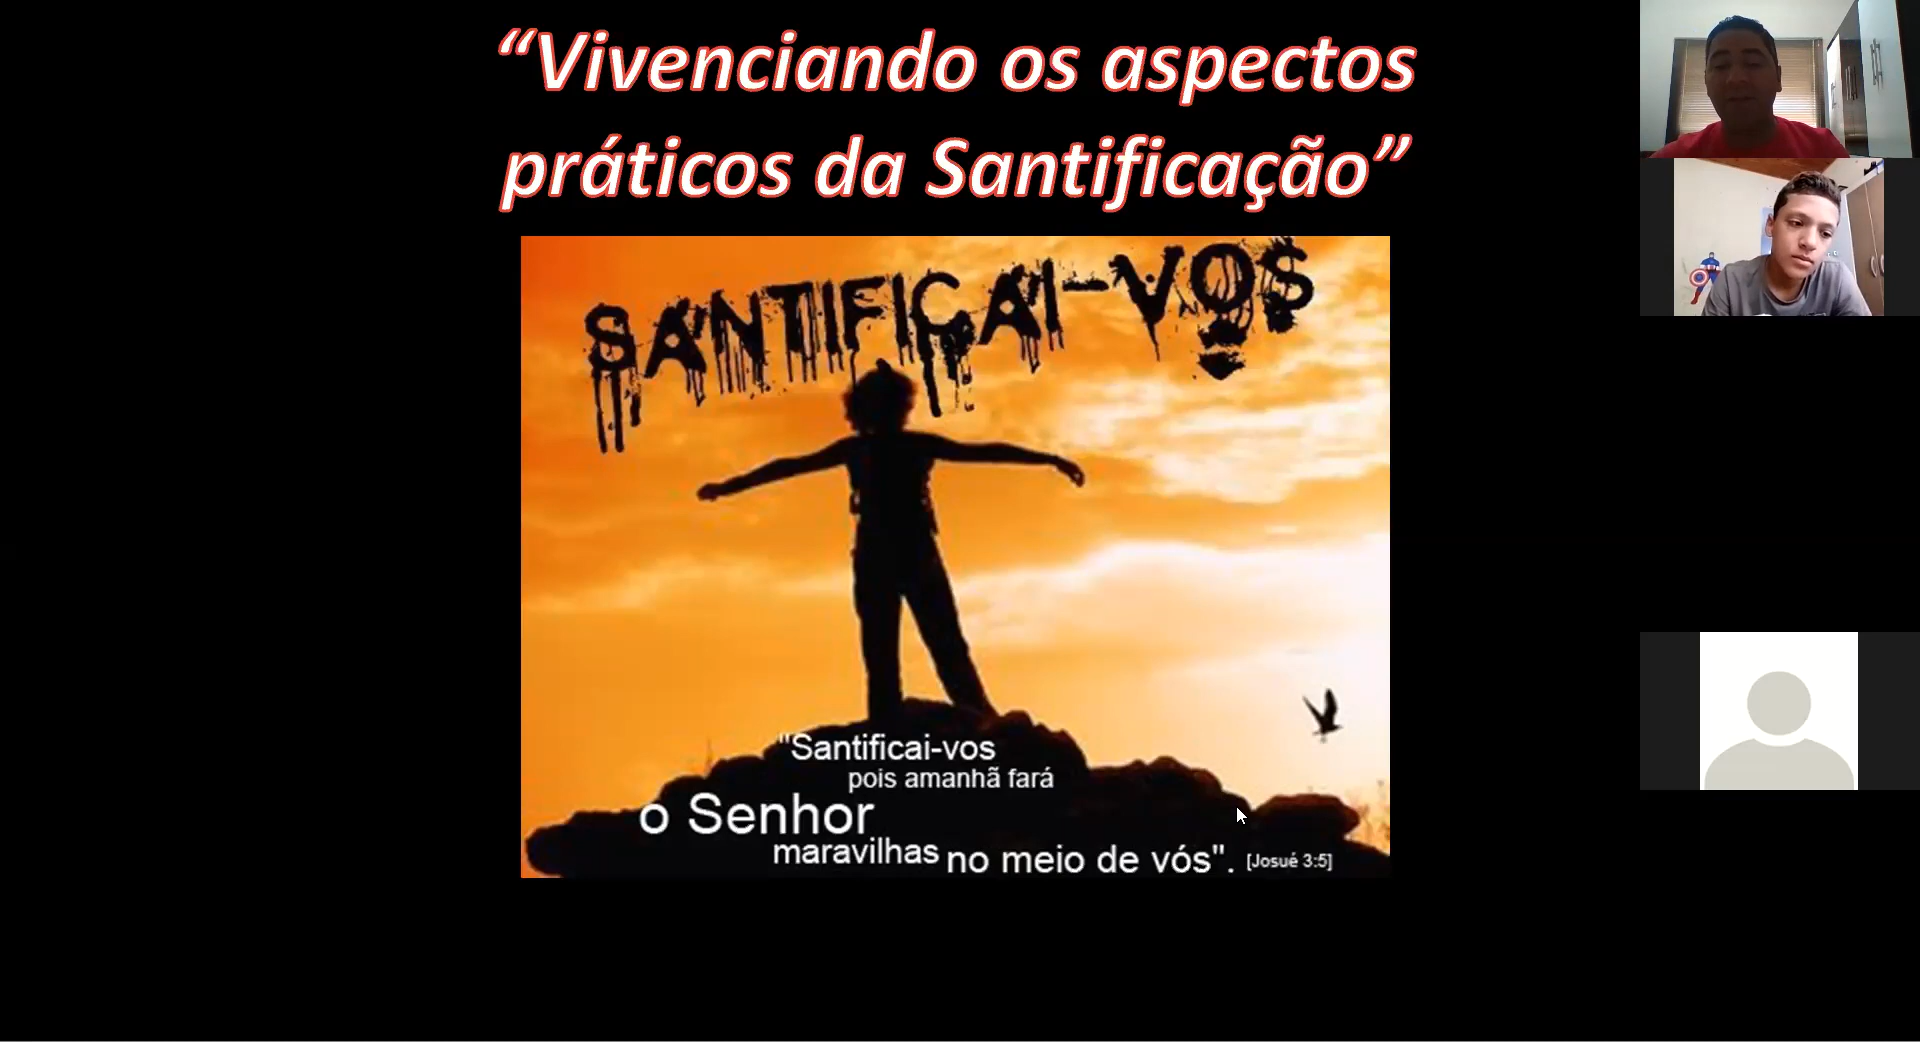 “Vivenciando os aspectos
práticos da Santificação”
SANTIFICAI-VOS
"Santificai-vos
pois amanhã fará
o Senhor
maravilhas no meio de vós". [Josué 3:5]